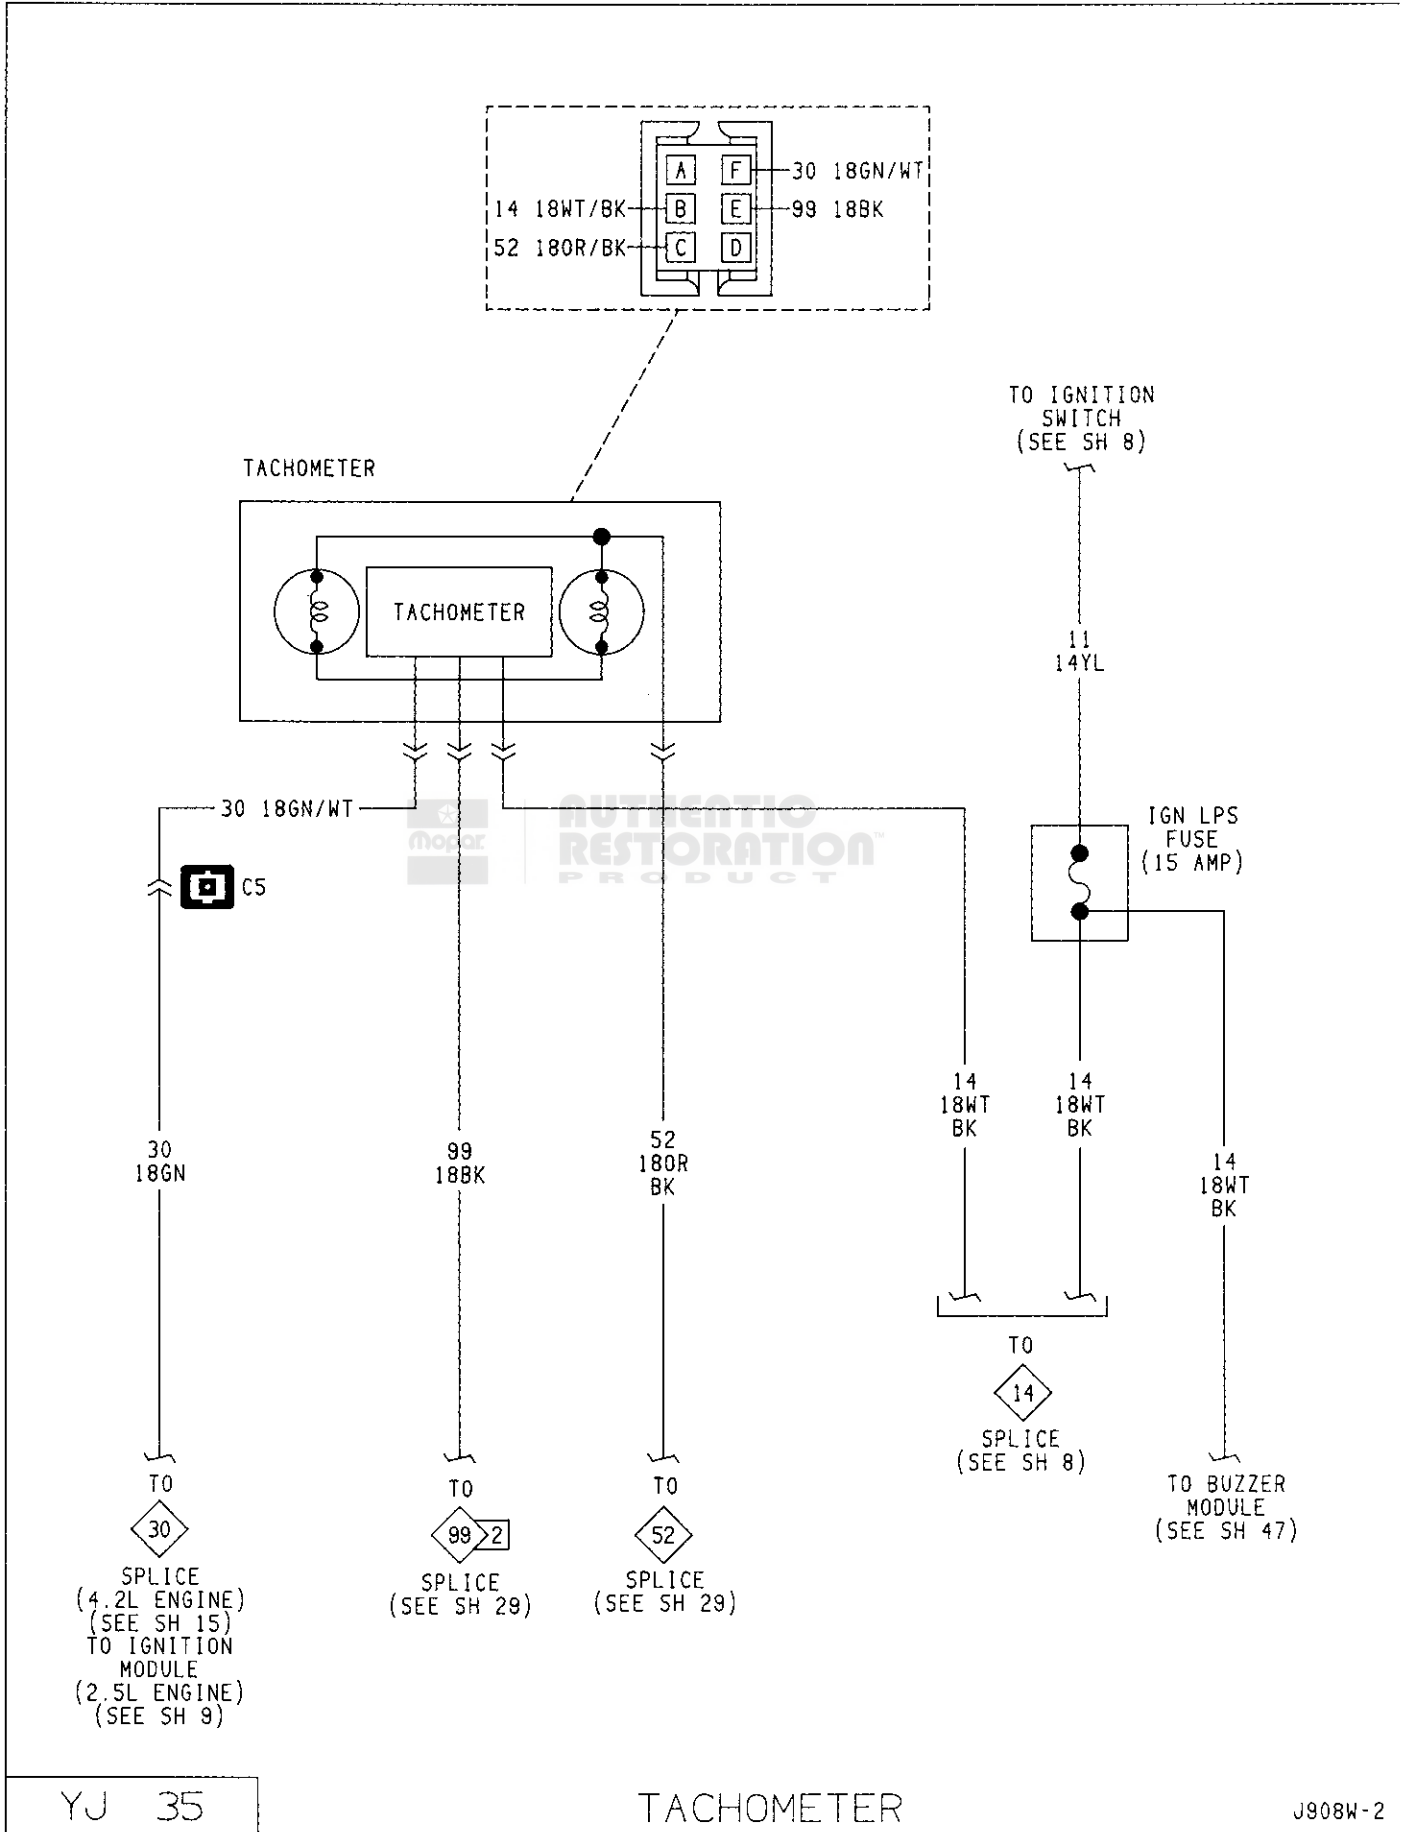 A F 30 18GN/WT
14 18WT/BK B E 99 18BK
52 18OR/BK C D
TO IGNITION
SWITCH
(SEE SH 8)
TACHOMETER
TACHOMETER
11
14YL
30 18GN/WT
Mopar
AUTHENTIC
RESTORATION™
PRODUCT
IGN LPS
FUSE
(15 AMP)
C5
14
18WT
BK
14
18WT
BK
30
18GN
99
18BK
52
18OR
BK
14
18WT
BK
TO
14
SPLICE
(SEE SH 8)
TO
30
SPLICE
(4.2L ENGINE)
(SEE SH 15)
TO IGNITION
MODULE
(2.5L ENGINE)
(SEE SH 9)
TO
99 2
SPLICE
(SEE SH 29)
TO
52
SPLICE
(SEE SH 29)
TO BUZZER
MODULE
(SEE SH 47)
YJ 35
TACHOMETER
J908W-2